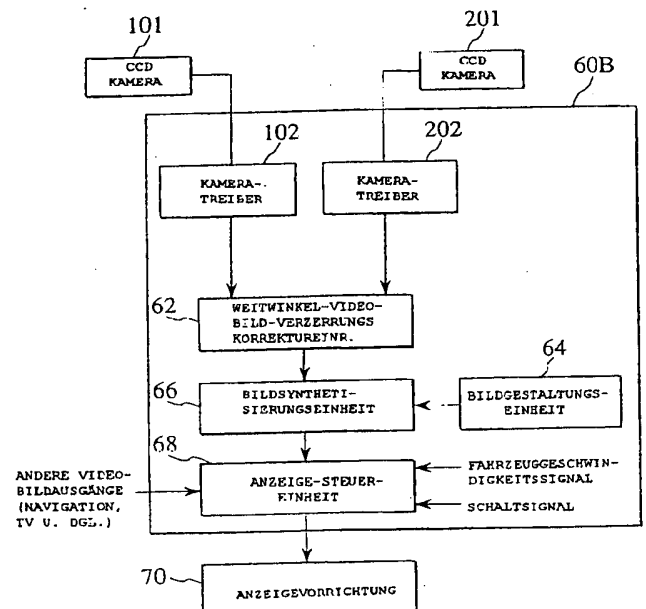 101
201
CCD
KAMERA
CCD
KAMERA
60B
102
202
KAMERA-
TREIBER
KAMERA-
TREIBER
62
WEITWINKEL-VIDEO-
BILD-VERZERRUNGS
KORREKTUREINR.
64
66
BILDSYNTHETI-
SIERUNGSEINHEIT
BILDGESTALTUNGS-
EINHEIT
68
ANDERE VIDEO-
BILDAUSGÄNGE
(NAVIGATION,
TV U. DGL.)
ANZEIGE-STEUER-
EINHEIT
FAHRZEUGGESCHWIN-
DIGKEITSSIGNAL
SCHALTSIGNAL
70
ANZEIGEVORRICHTUNG